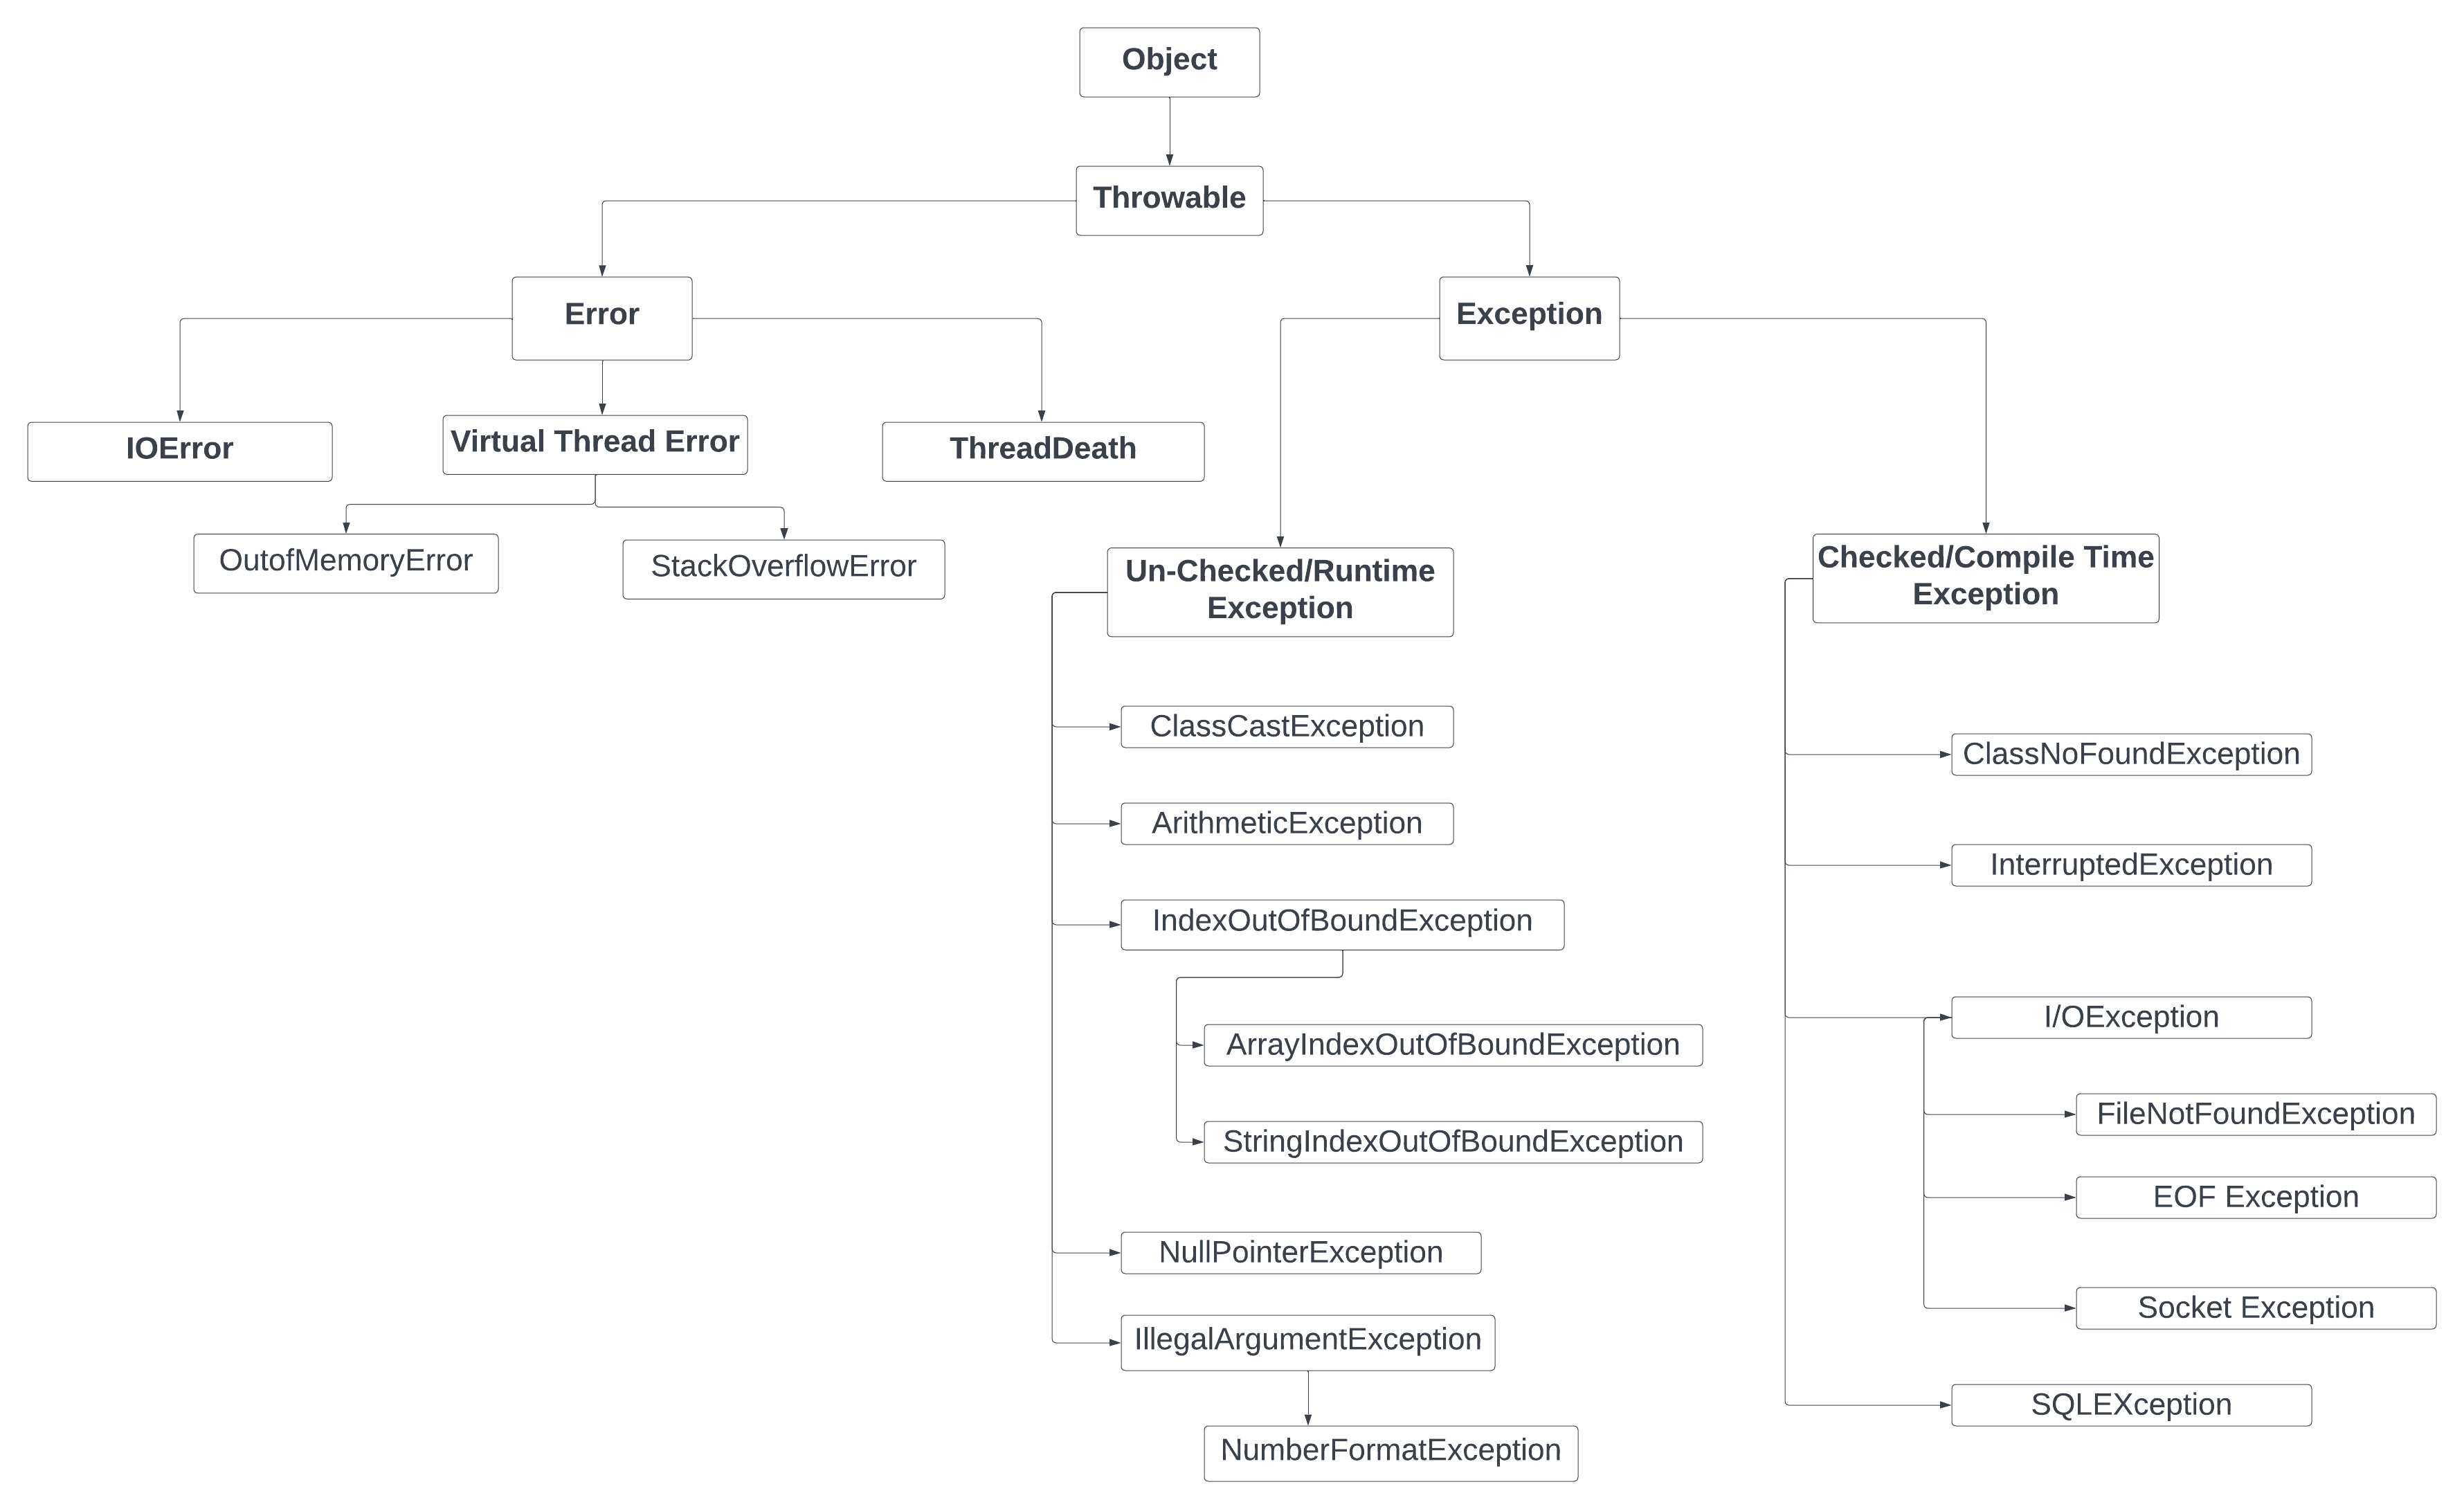 Object
Throwable
Error
Exception
IOError
Virtual Thread Error
ThreadDeath
OutofMemoryError
StackOverflowError
Un-Checked/Runtime
Exception
ClassCastException
ArithmeticException
IndexOutOfBoundException
ArrayIndexOutOfBoundException
StringIndexOutOfBoundException
NullPointerException
IllegalArgumentException
NumberFormatException
Checked/Compile Time
Exception
ClassNoFoundException
InterruptedException
I/OException
FileNotFoundException
EOF Exception
Socket Exception
SQLEXception